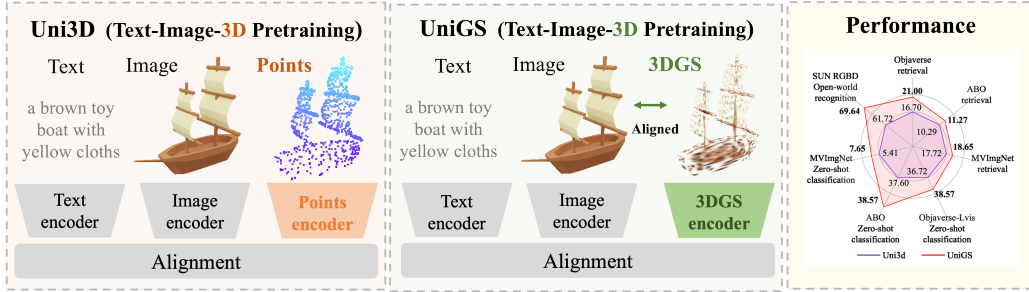 Uni3D (Text-Image-3D Pretraining)
Text Image Points
a brown toy
boat with
yellow cloths
Text
encoder
Image
encoder
Points
encoder
Alignment
UniGS (Text-Image-3D Pretraining)
Text Image 3DGS
a brown toy
boat with
yellow cloths
Aligned
Text
encoder
Image
encoder
3DGS
encoder
Alignment
Performance
Objaverse
retrieval
21.00
16.70
ABO
retrieval
11.27
10.29
MVImgNet
retrieval
18.65
17.72
Objaverse-Lvis
Zero-shot
classification
38.57
36.72
ABO
Zero-shot
classification
38.57
37.60
MVImgNet
Zero-shot
classification
7.65
5.41
SUN RGBD
Open-world
recognition
69.64
61.72
Uni3d
UniGS